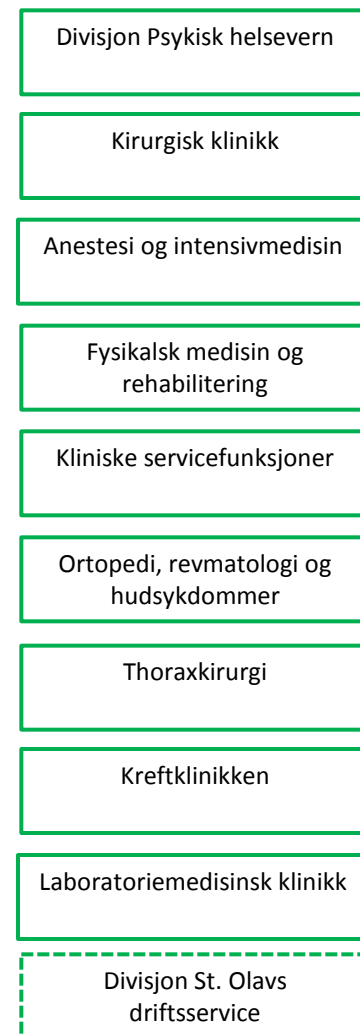 Divisjon Psykisk helsevern
Kirurgisk klinikk
Anestesi og intensivmedisin
Fysikalsk medisin og
rehabilitering
Kliniske servicefunksjoner
Ortopedi, revmatologi og
hudsykdommer
Thoraxkirurgi
Kreftklinikken
Laboratoriemedisinsk klinikk
Divisjon St. Olavs
driftsservice